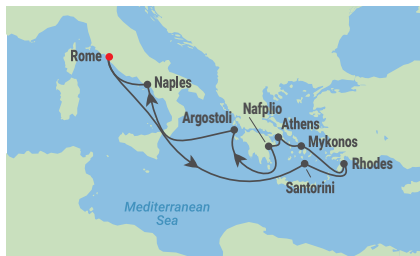 Rome
Naples
Nafplio
Argostoli
Athens
Mykonos
Rhodes
Santorini
Mediterranean
Sea